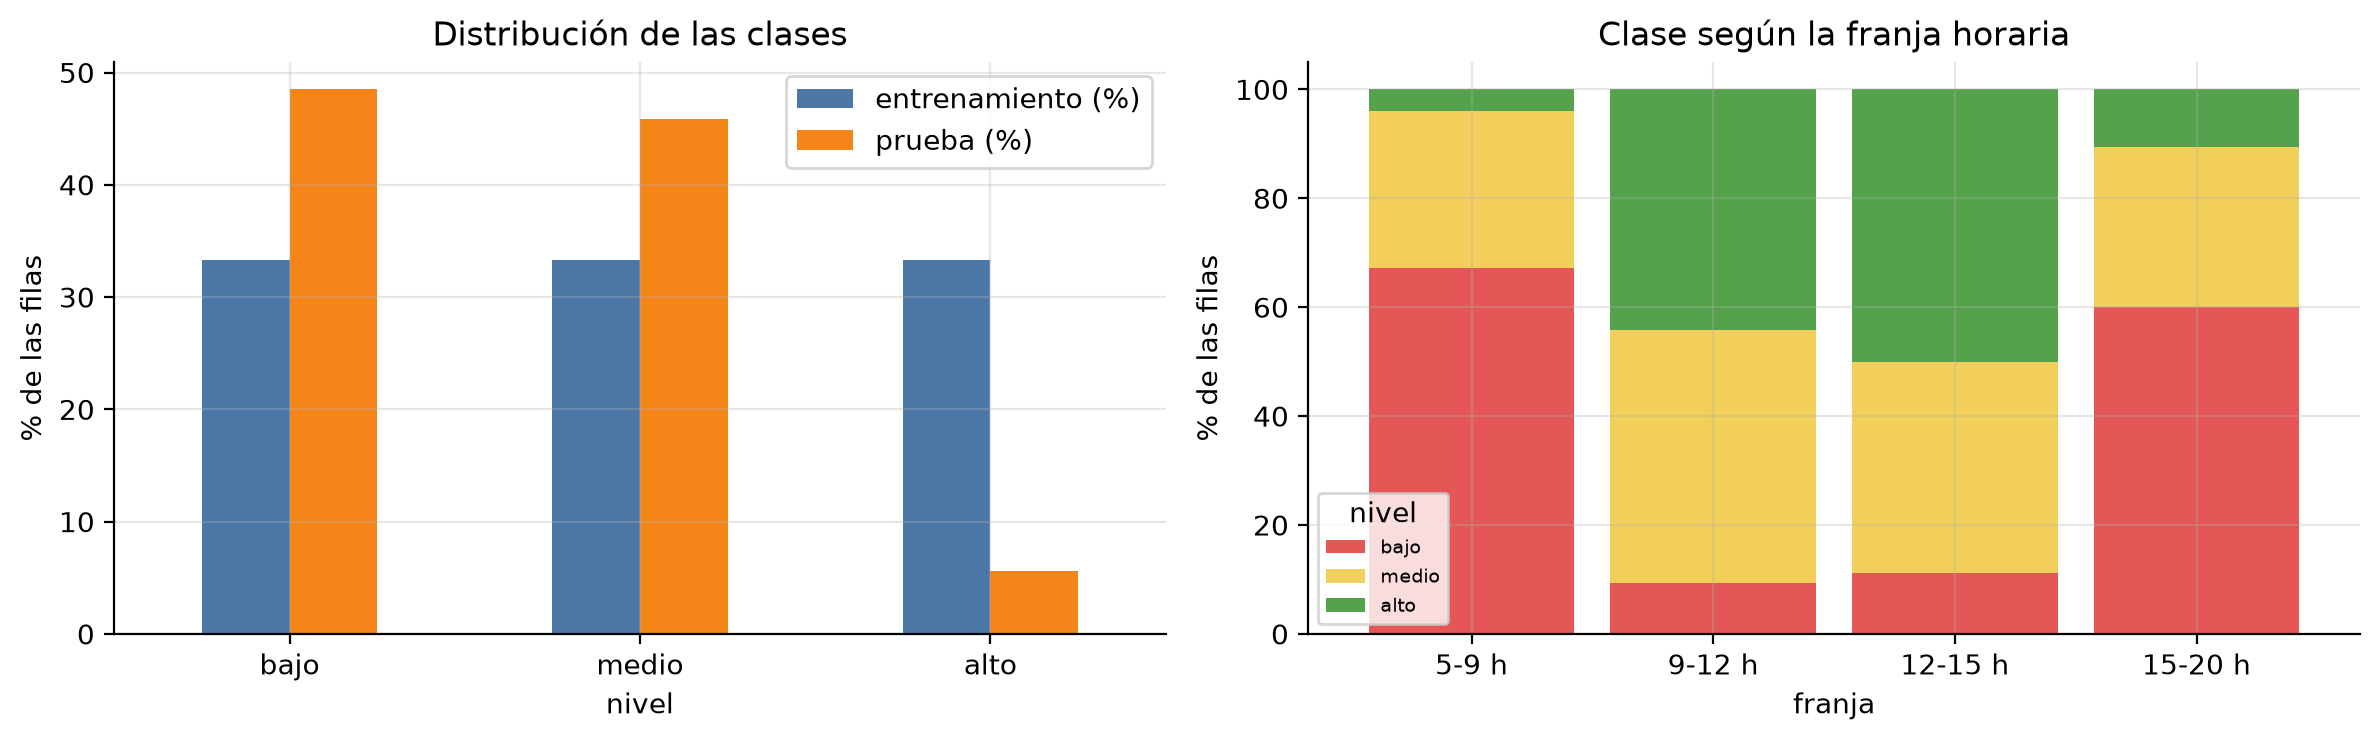 Distribución de las clases
50
40
30
20
10
0
% de las filas
entrenamiento (%)
prueba (%)
bajo
medio
alto
nivel
Clase según la franja horaria
100
80
60
40
20
0
% de las filas
nivel
bajo
medio
alto
5-9 h
9-12 h
12-15 h
15-20 h
franja